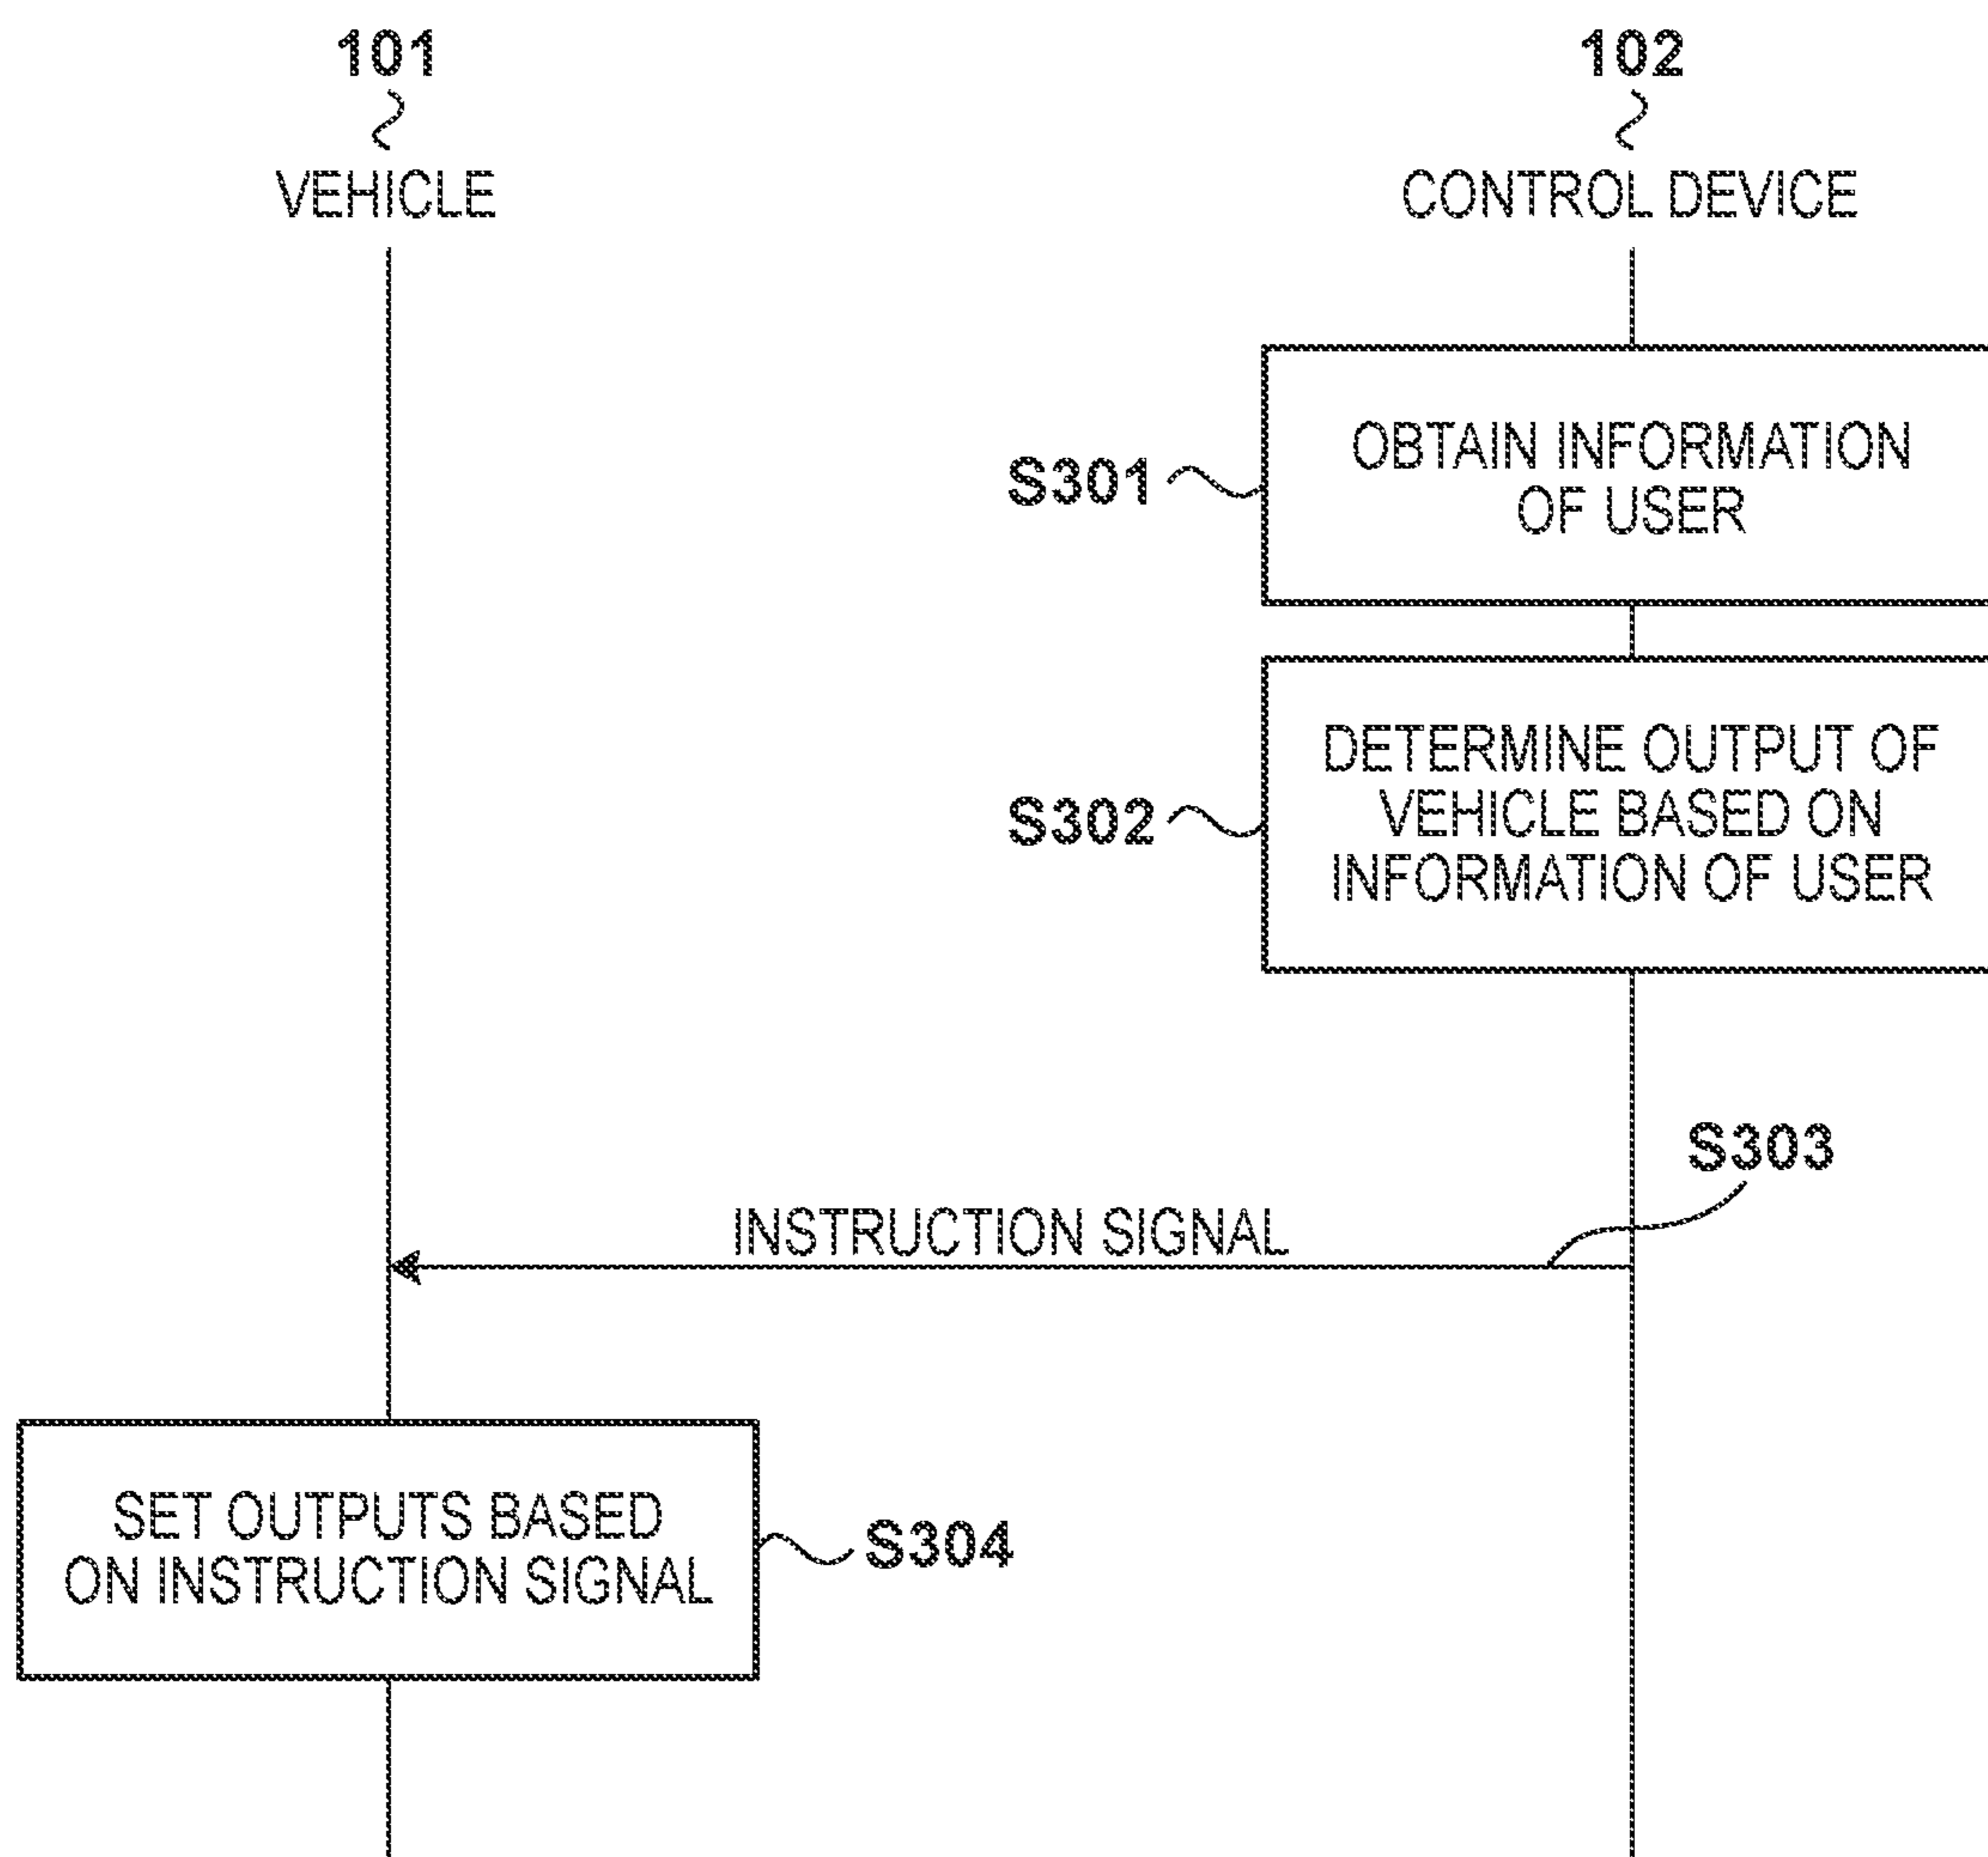 101
102
VEHICLE
CONTROL DEVICE
S301
OBTAIN INFORMATION
OF USER
S302
DETERMINE OUTPUT OF
VEHICLE BASED ON
INFORMATION OF USER
S303
INSTRUCTION SIGNAL
SET OUTPUTS BASED
ON INSTRUCTION SIGNAL
S304